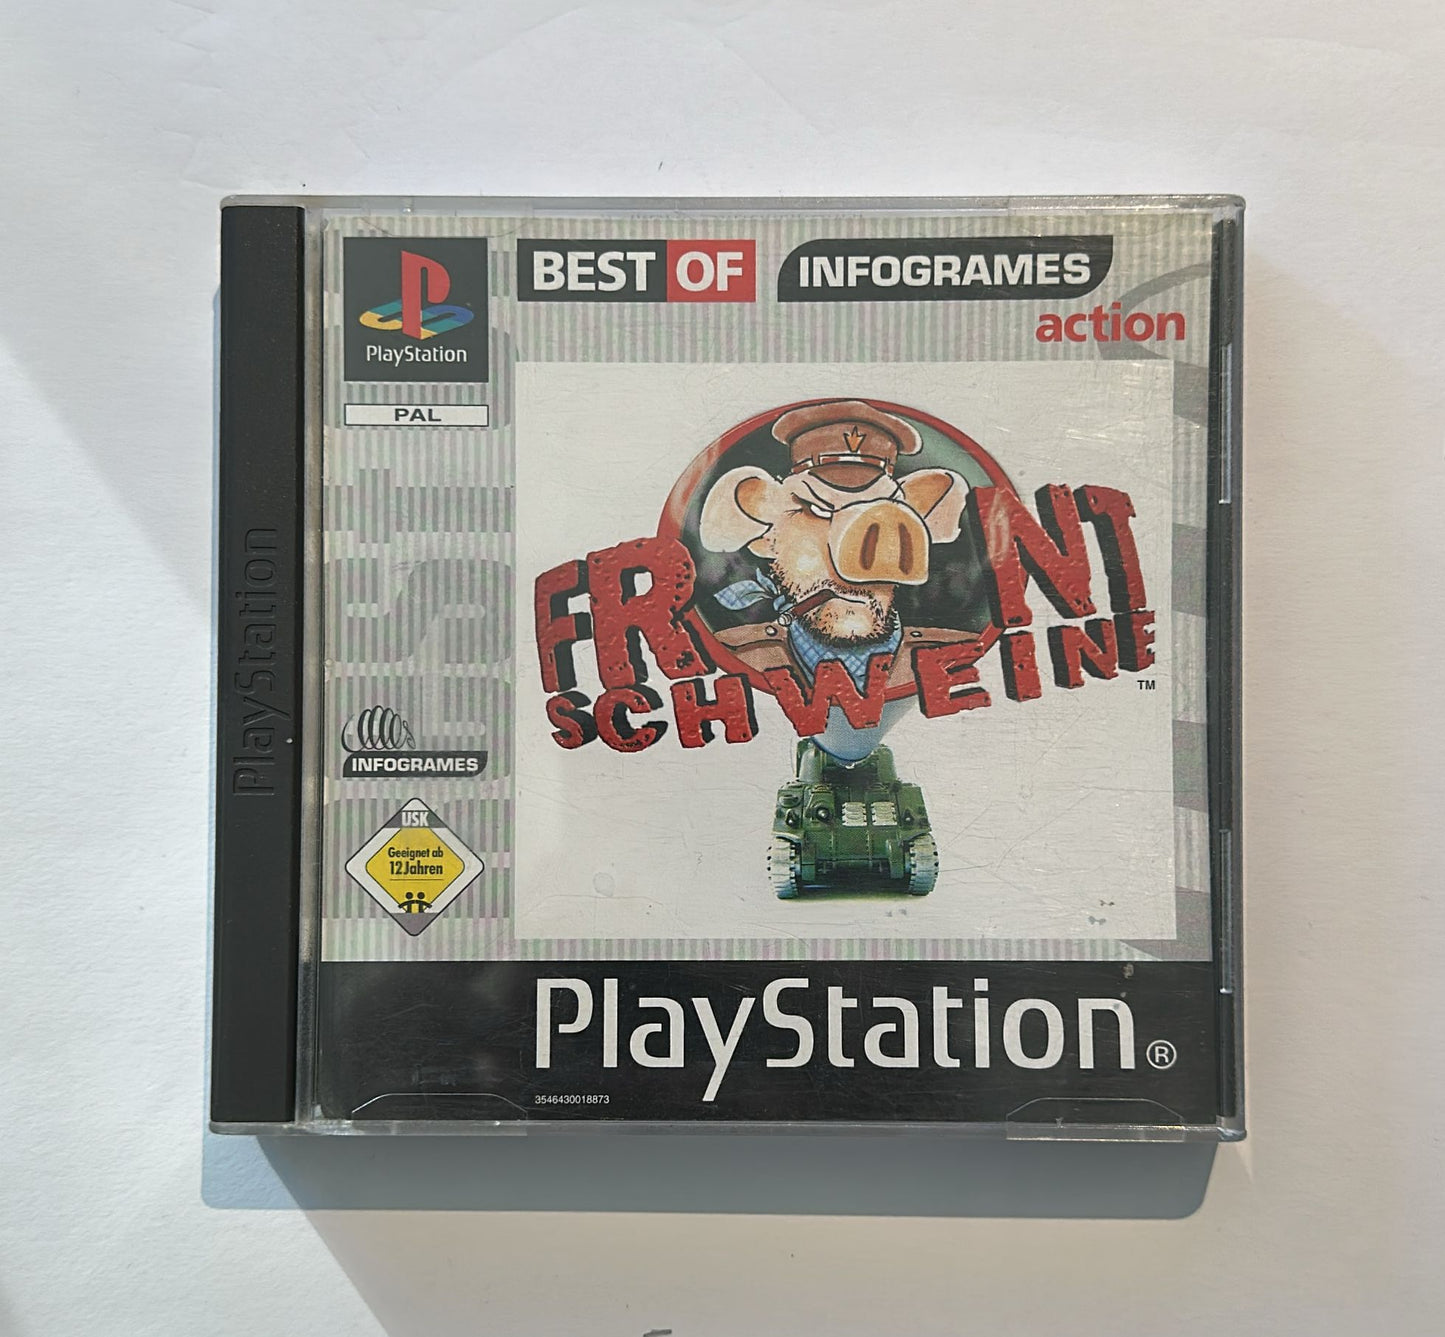 PlayStation
PlayStation
PAL
BEST OF INFOGRAMES
action
FRONT
SCHWEINE
TM
INFOGRAMES
USK
Geeignet ab
12 Jahren
PlayStation®
3546430018873